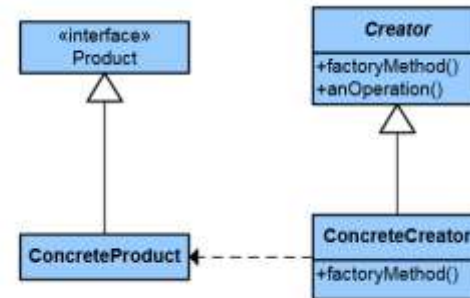 «interface»
Product
Creator
+factoryMethod()
+anOperation()
ConcreteProduct
ConcreteCreator
+factoryMethod()